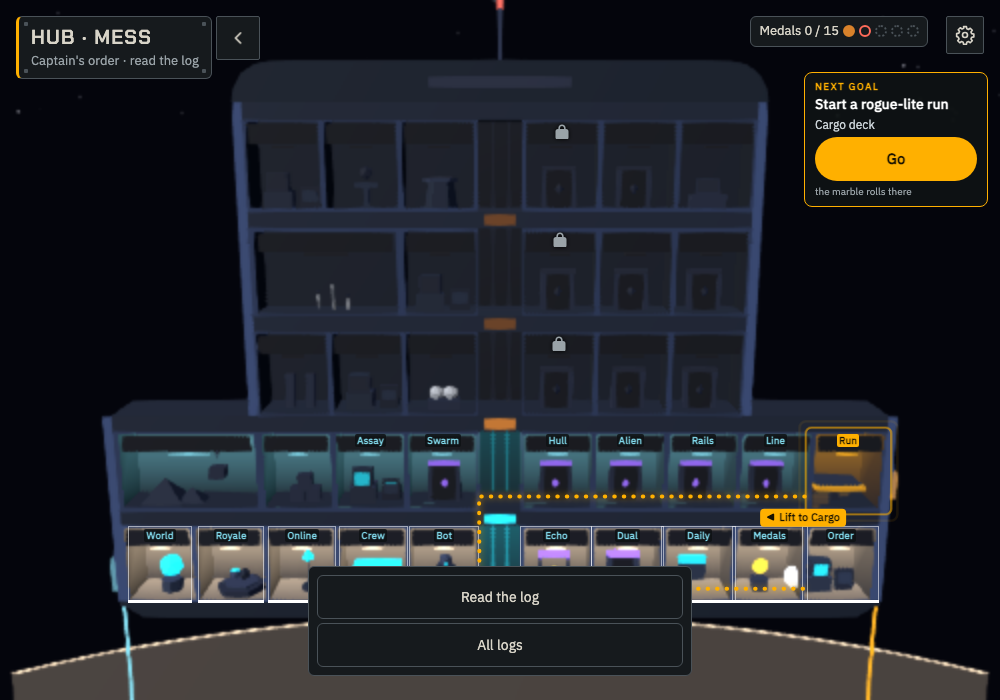 HUB · MESS
Captain's order · read the log
Medals 0 / 15
NEXT GOAL
Start a rogue-lite run
Cargo deck
Go
the marble rolls there
Assay
Swarm
Hull
Alien
Rails
Line
Run
◄ Lift to Cargo
World
Royale
Online
Crew
Bot
Echo
Dual
Daily
Medals
Order
Read the log
All logs